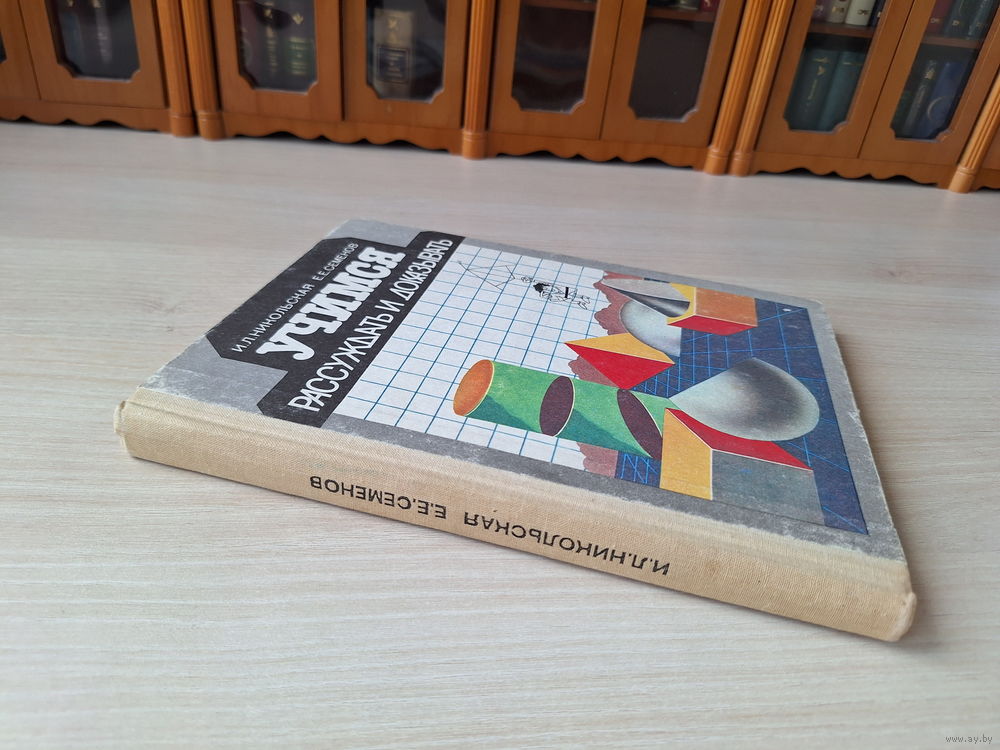 И.Л.НИКОЛЬСКАЯ Е.Е.СЕМЕНОВ
УЧИМСЯ
РАССУЖДАТЬ И ДОКАЗЫВАТЬ
И.Л.НИКОЛЬСКАЯ Е.Е.СЕМЕНОВ
www.ay.by